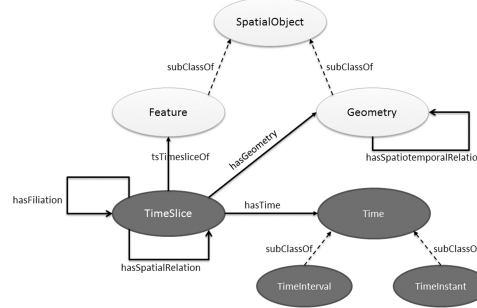 SpatialObject
subClassOf
subClassOf
Feature
Geometry
tsTimesliceOf
hasGeometry
hasSpatiotemporalRelatio
hasFiliation
TimeSlice
hasTime
Time
hasSpatialRelation
subClassOf
subClassO
TimeInterval
TimeInstant